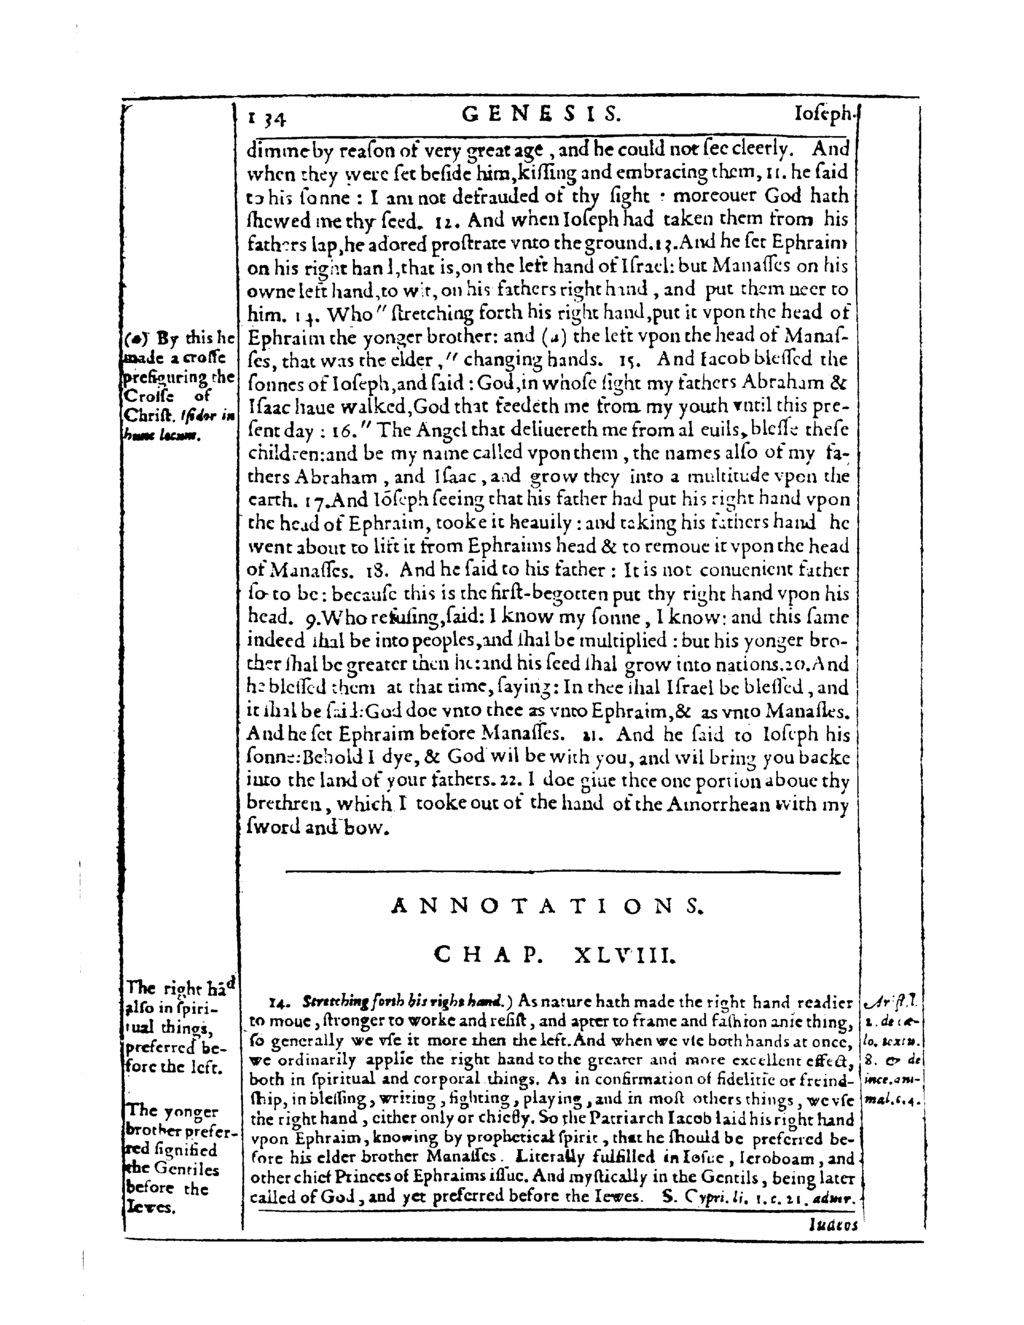 134 GENESIS. Ioſeph.
dimme by reaſon of very great age, and he could not ſee cleerly. And
when they were ſet beſide him, kiſſing and embracing them, 11. he ſaid
to his ſonne : I am not defrauded of thy ſight : moreouer God hath
ſhewed me thy ſeed. 12. And when Ioſeph had taken them from his
fathers lap, he adored proſtrate vnto the ground. 13. And he ſet Ephraim
on his right hand, that is, on the left hand of Iſrael: but Manaſſes on his
owne left hand, to wit, on his fathers right hand, and put them neer to
him. 14. Who " ſtretching forth his right hand, put it vpon the head of
Ephraim the yonger brother: and (a) the left vpon the head of Manaſ-
ſes, that was the elder, " changing hands. 15. And Iacob bleſſed the
ſonnes of Ioſeph, and ſaid : God, in whoſe ſight my fathers Abraham &
Iſaac haue walked, God that feedeth me from my youth vntil this pre-
ſent day : 16. " The Angel that deliuereth me from al euils, bleſſe theſe
children: and be my name called vpon them, the names alſo of my fa-
thers Abraham, and Iſaac, and grow they into a multitude vpon the
earth. 17. And Ioſeph ſeeing that his father had put his right hand vpon
the head of Ephraim, tooke it heauily : and taking his fathers hand he
went about to lift it from Ephraims head & to remoue it vpon the head
of Manaſſes. 18. And he ſaid to his father : It is not conuenient father
ſo to be : becauſe this is the firſt-begotten put thy right hand vpon his
head. 9. Who refuſing, ſaid: I know my ſonne, I know: and this ſame
indeed ſhal be into peoples, and ſhal be multiplied : but his yonger bro-
ther ſhal be greater then he: and his ſeed ſhal grow into nations. 20. And
he bleſſed them at that time, ſaying: In thee ſhal Iſrael be bleſſed, and
it ſhal be ſaid: God doe vnto thee as vnto Ephraim, & as vnto Manaſſes.
And he ſet Ephraim before Manaſſes. 21. And he ſaid to Ioſeph his
ſonne: Behold I dye, & God wil be with you, and wil bring you backe
into the land of your fathers. 22. I doe giue thee one portion aboue thy
brethren, which I tooke out of the hand of the Amorrhean with my
ſword and bow.
(a) By this he
made a croſſe
prefiguring the
Croſſe of
Chriſt. Iſidor in
hunc locum.
ANNOTATIONS.
CHAP. XLVIII.
14. Stretching forth his right hand.) As nature hath made the right hand readier
to moue, ſtronger to worke and reſiſt, and apter to frame and faſhion anie thing,
ſo generally we vſe it more then the left. And when we vſe both hands at once,
we ordinarily applie the right hand to the greater and more excellent effect,
both in ſpiritual and corporal things. As in confirmation of fidelitie or freind-
ſhip, in bleſſing, writing, fighting, playing, and in moſt others things, we vſe
the right hand, either only or chiefly. So the Patriarch Iacob laid his right hand
vpon Ephraim, knowing by prophetical ſpirit, that he ſhould be preferred be-
fore his elder brother Manaſſes. Literally fulfilled in Ioſue, Ieroboam, and
other chief Princes of Ephraims iſſue. And myſtically in the Gentils, being later
called of God, and yet preferred before the Iewes. S. Cypri. li. 1. c. 21. aduer.
Iudeos
The right hād
alſo in ſpiri-
tual things,
preferred be-
fore the left.
The yonger
brother prefer-
red ſignified
the Gentiles
before the
Iewes.
Ariſt. l.
2. de cæ-
lo. textu.
8. & de
ince. ani-
mal. c. 4.